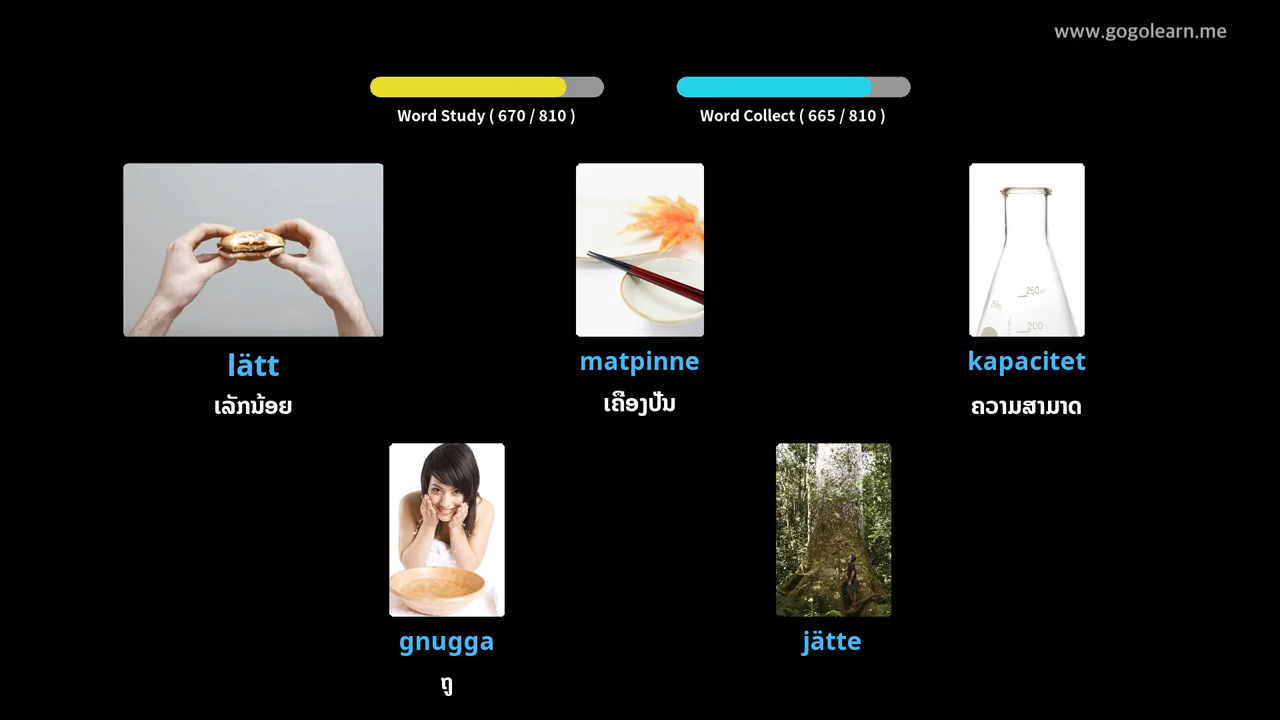 www.gogolearn.me
Word Study ( 670 / 810 )
Word Collect ( 665 / 810 )
250
200
lätt
matpinne
kapacitet
ເລັກນ້ອຍ
ເຄືອງປັ່ນ
ຄວາມສາມາດ
gnugga
jätte
ຖູ